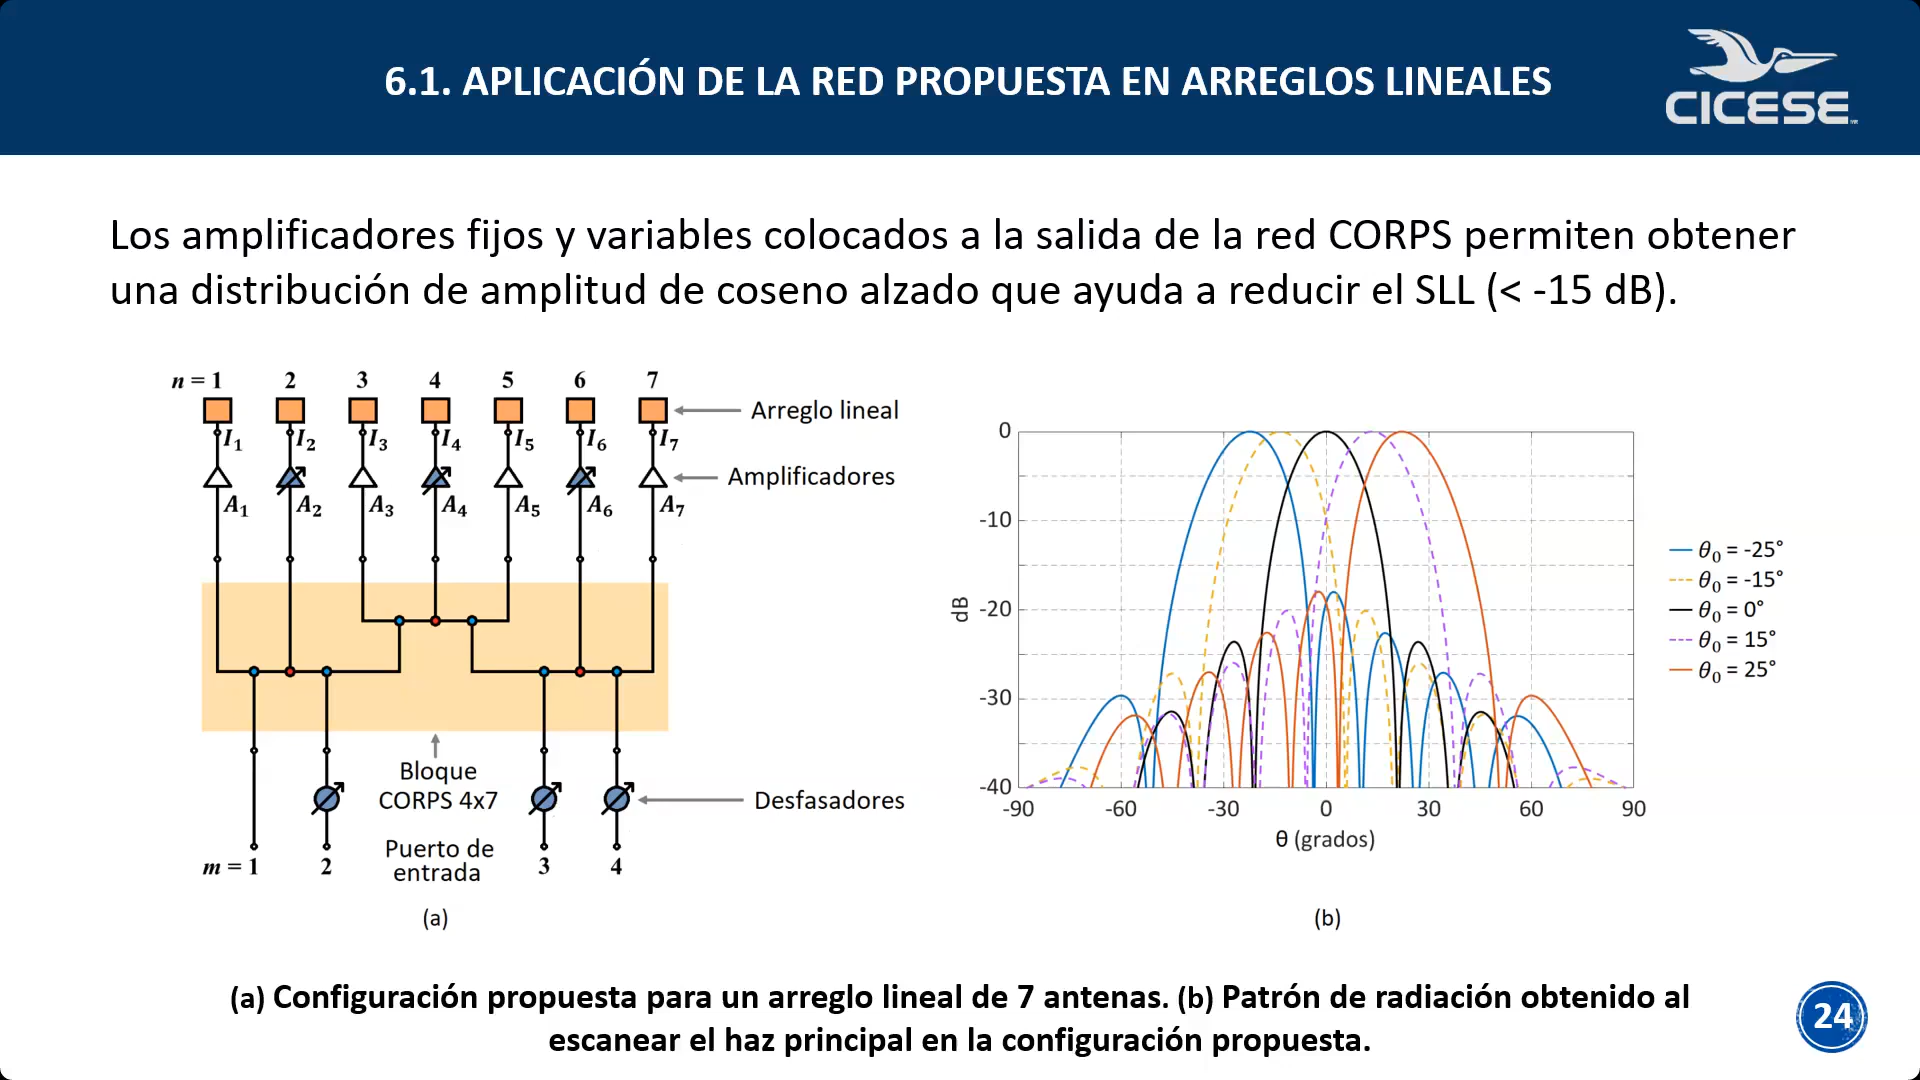 6.1. APLICACIÓN DE LA RED PROPUESTA EN ARREGLOS LINEALES
CICESE
Los amplificadores fijos y variables colocados a la salida de la red CORPS permiten obtener
una distribución de amplitud de coseno alzado que ayuda a reducir el SLL (< -15 dB).
n = 1 2 3 4 5 6 7
Arreglo lineal
I1 I2 I3 I4 I5 I6 I7
Amplificadores
A1 A2 A3 A4 A5 A6 A7
Bloque
CORPS 4x7
Desfasadores
Puerto de
entrada
m = 1 2 3 4
(a)
0
-10
-20
-30
-40
dB
-90 -60 -30 0 30 60 90
θ (grados)
θ0 = -25°
θ0 = -15°
θ0 = 0°
θ0 = 15°
θ0 = 25°
(b)
(a) Configuración propuesta para un arreglo lineal de 7 antenas. (b) Patrón de radiación obtenido al
escanear el haz principal en la configuración propuesta.
24